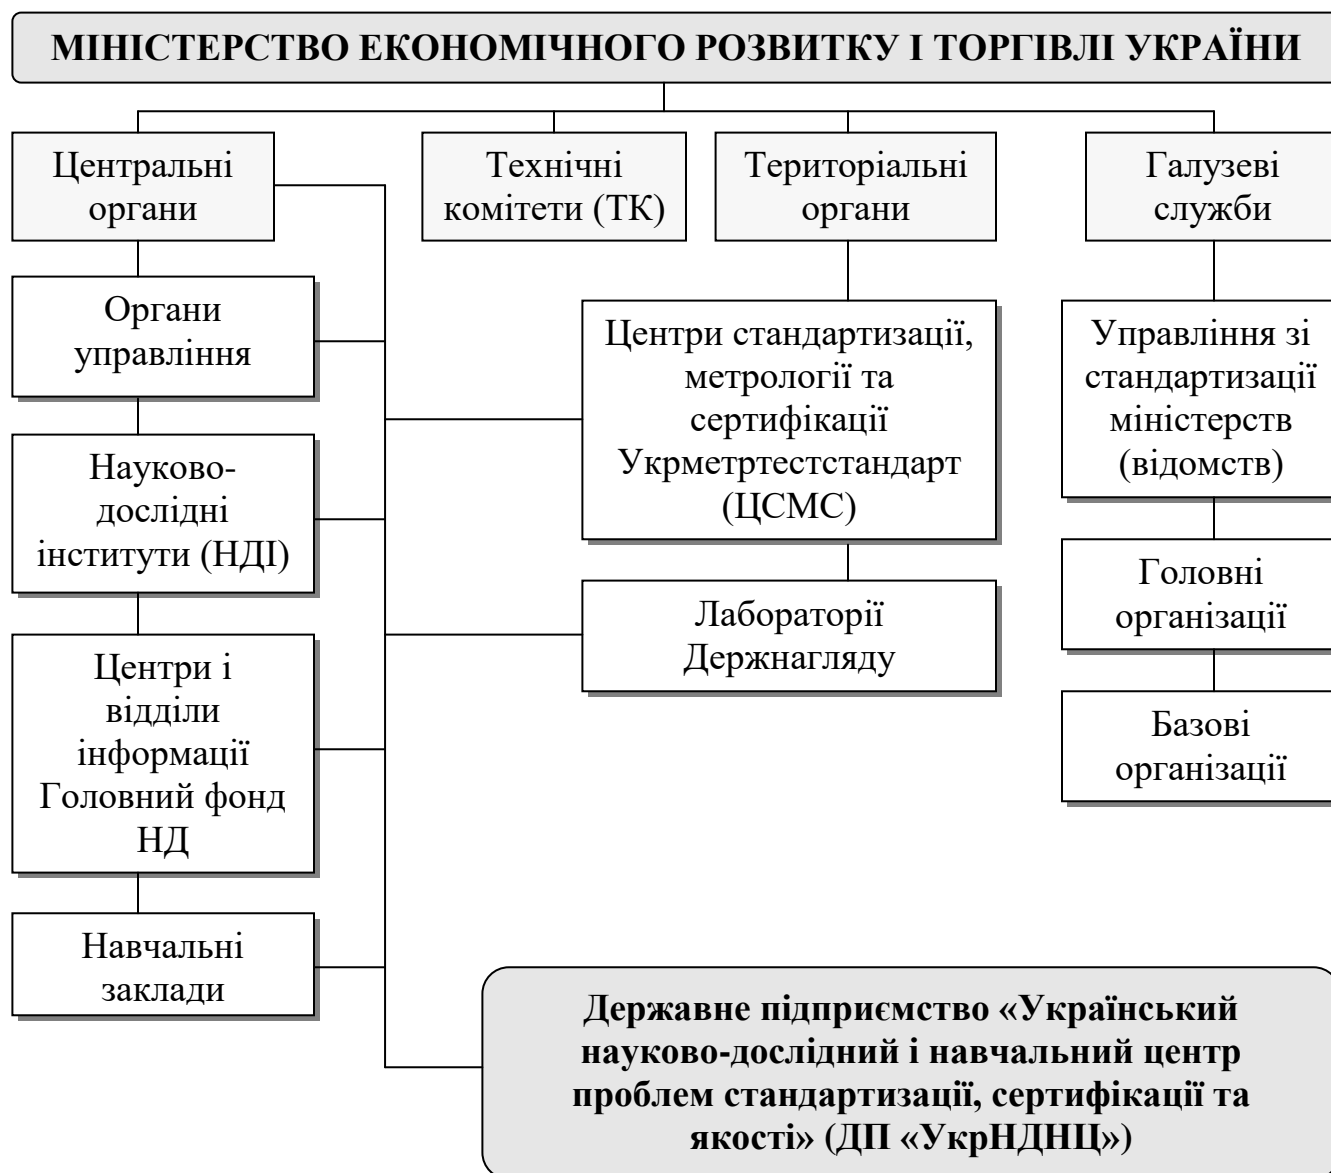 МІНІСТЕРСТВО ЕКОНОМІЧНОГО РОЗВИТКУ І ТОРГІВЛІ УКРАЇНИ
Центральні
органи
Технічні
комітети (ТК)
Територіальні
органи
Галузеві
служби
Органи
управління
Науково-
дослідні
інститути (НДІ)
Центри і
відділи
інформації
Головний фонд
НД
Навчальні
заклади
Центри стандартизації,
метрології та
сертифікації
Укрметртестстандарт
(ЦСМС)
Лабораторії
Держнагляду
Управління зі
стандартизації
міністерств
(відомств)
Головні
організації
Базові
організації
Державне підприємство «Український
науково-дослідний і навчальний центр
проблем стандартизації, сертифікації та
якості» (ДП «УкрНДНЦ»)